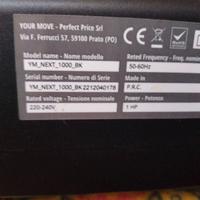 YOUR MOVE - Perfect Price Srl
Via F. Ferrucci 57, 59100 Prato (PO)
Model name - Nome modello
YM_NEXT_1000_BK
Serial number - Numero di Serie
YM_NEXT_1000_BK2212040178
Rated voltage - Tensione nominale
220-240V
Rated Frequency - Freq. nomi
50-60Hz
Made in
P.R.C.
Power - Potenza
1 HP